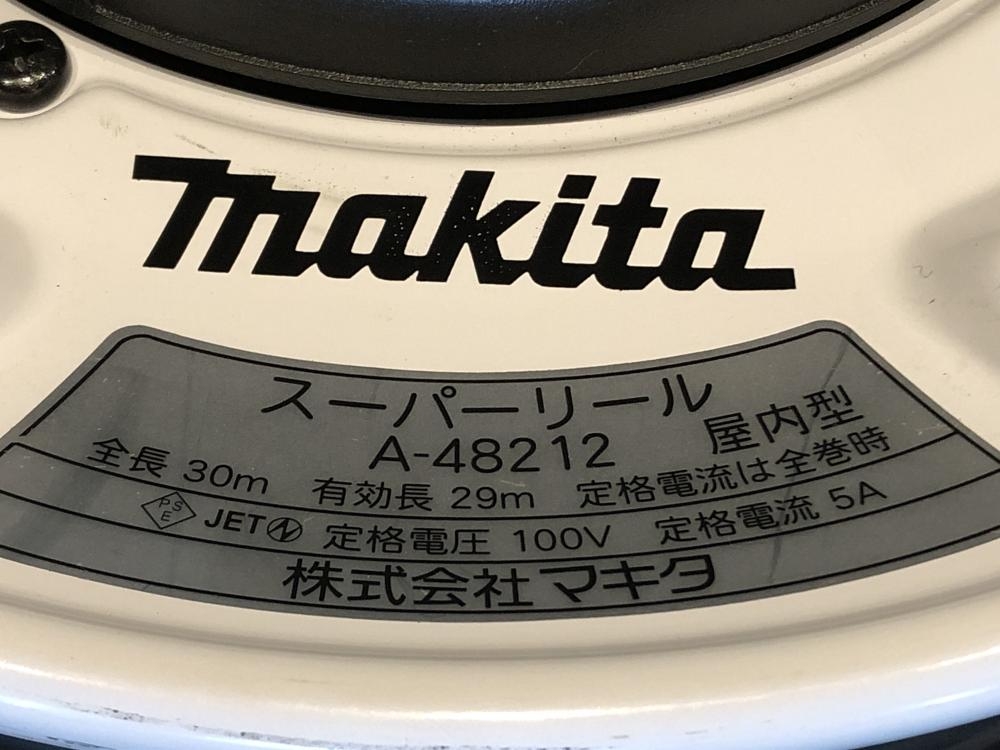 makita
スーパーリール
A-48212 屋内型
全長 30m 有効長 29m 定格電流は全巻時
PSE JET 定格電圧 100V 定格電流 5A
株式会社マキタ